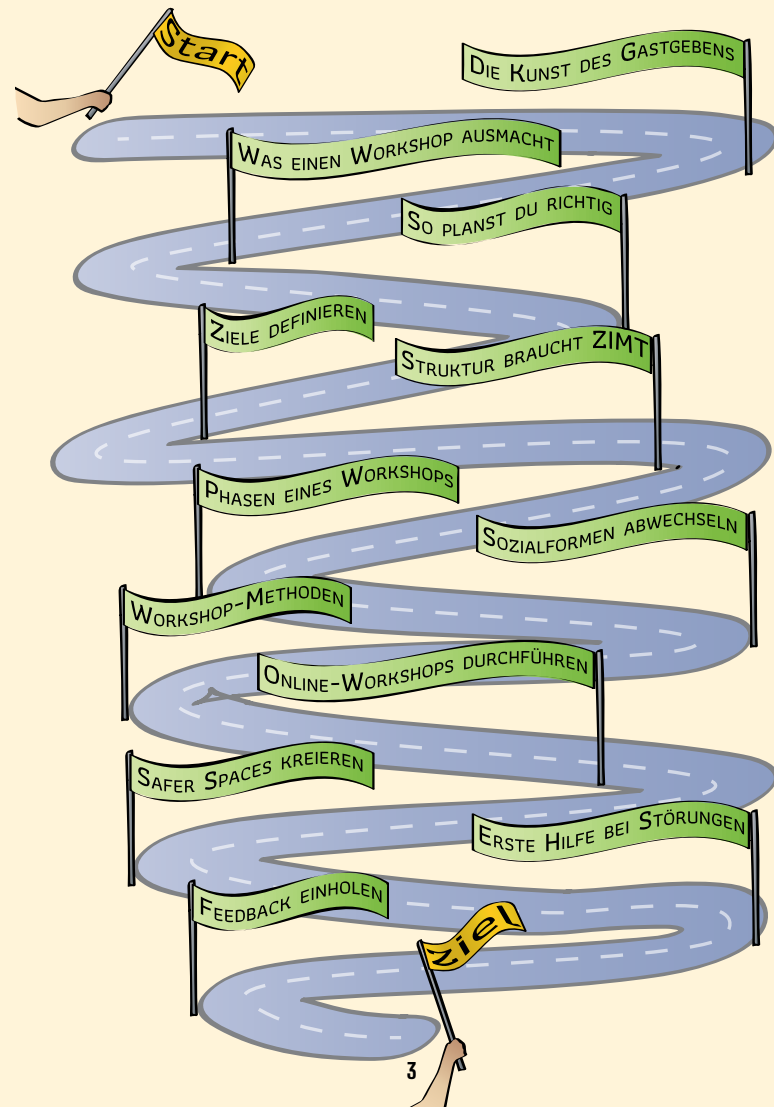 Start
Die Kunst des Gastgebens
Was einen Workshop ausmacht
So planst du richtig
Ziele definieren
Struktur braucht ZIMT
Phasen eines Workshops
Sozialformen abwechseln
Workshop-Methoden
Online-Workshops durchführen
Safer Spaces kreieren
Erste Hilfe bei Störungen
Feedback einholen
Ziel
3